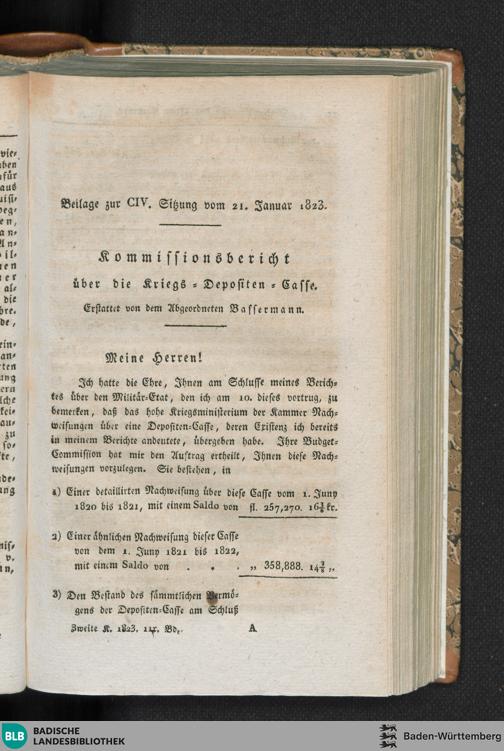 Beilage zur CIV. Sitzung vom 21. Januar 1823.
Kommissionsbericht
über die Kriegs-Depositen-Casse.
Erstattet von dem Abgeordneten Bassermann.
Meine Herren!
Ich hatte die Ehre, Ihnen am Schlusse meines Berich-
tes über den Militär-Etat, den ich am 10. dieses vortrug, zu
bemerken, daß das hohe Kriegsministerium der Kammer Nach-
weisungen über eine Depositen-Casse, deren Existenz ich bereits
in meinem Berichte andeutete, übergeben habe. Ihre Budget-
Commission hat mir den Auftrag ertheilt, Ihnen diese Nach-
weisungen vorzulegen. Sie bestehen, in
1) Einer detaillirten Nachweisung über diese Casse vom 1. Juny
1820 bis 1821, mit einem Saldo von fl. 257,270. kr.
2) Einer ähnlichen Nachweisung dieser Casse
von dem 1. Juny 1821 bis 1822,
mit einem Saldo von . . . „ 358,888. „.
3) Den Bestand des sämmtlichen Vermö-
gens der Depositen-Casse am Schluß
Zweite K. 1823. IIr. Bd. A
BLB BADISCHE
LANDESBIBLIOTHEK
Baden-Württemberg